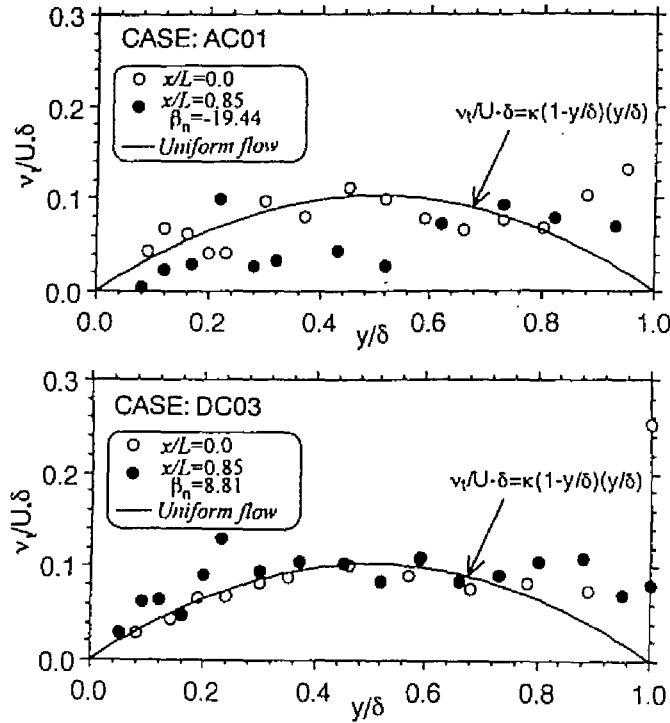 CASE: AC01
x/L=0.0
x/L=0.85
βn=-19.44
Uniform flow
νt/U*δ=κ(1-y/δ)(y/δ)
νt/U*δ
0.3
0.2
0.1
0.0
0.0 0.2 0.4 0.6 0.8 1.0
y/δ
CASE: DC03
x/L=0.0
x/L=0.85
βn=8.81
Uniform flow
νt/U*δ=κ(1-y/δ)(y/δ)
νt/U*δ
0.3
0.2
0.1
0.0
0.0 0.2 0.4 0.6 0.8 1.0
y/δ